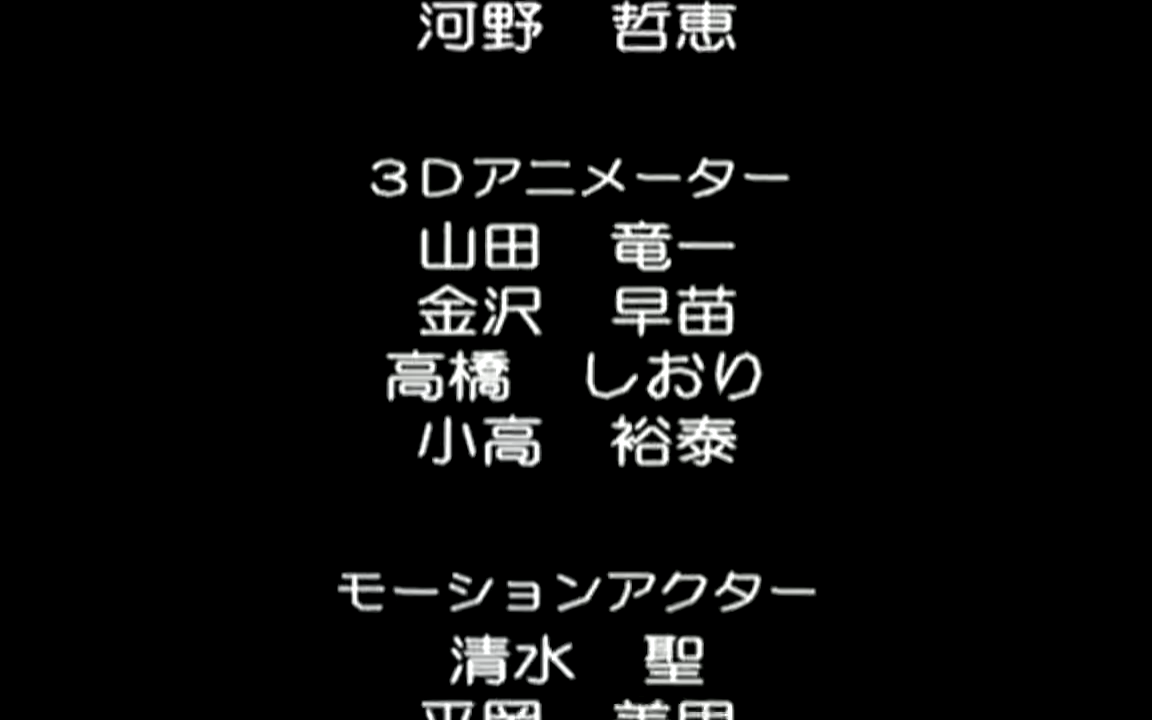 河野　哲恵
３Ｄアニメーター
山田　竜一
金沢　早苗
高橋　しおり
小高　裕泰
モーションアクター
清水　聖
平岡